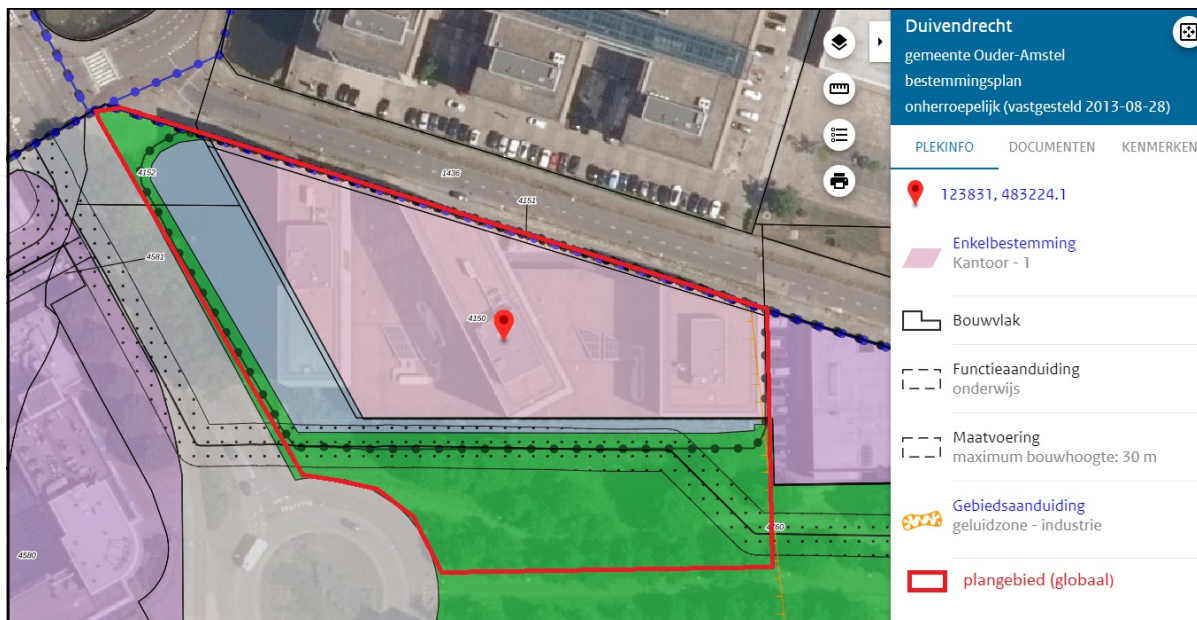 Duivendrecht
gemeente Ouder-Amstel
bestemmingsplan
onherroepelijk (vastgesteld 2013-08-28)
PLEKINFO DOCUMENTEN KENMERKEN
123831, 483224.1
Enkelbestemming
Kantoor - 1
Bouwvlak
Functieaanduiding
onderwijs
Maatvoering
maximum bouwhoogte: 30 m
Gebiedsaanduiding
geluidzone - industrie
plangebied (globaal)
4152
1436
4151
4581
4150
4760
4580